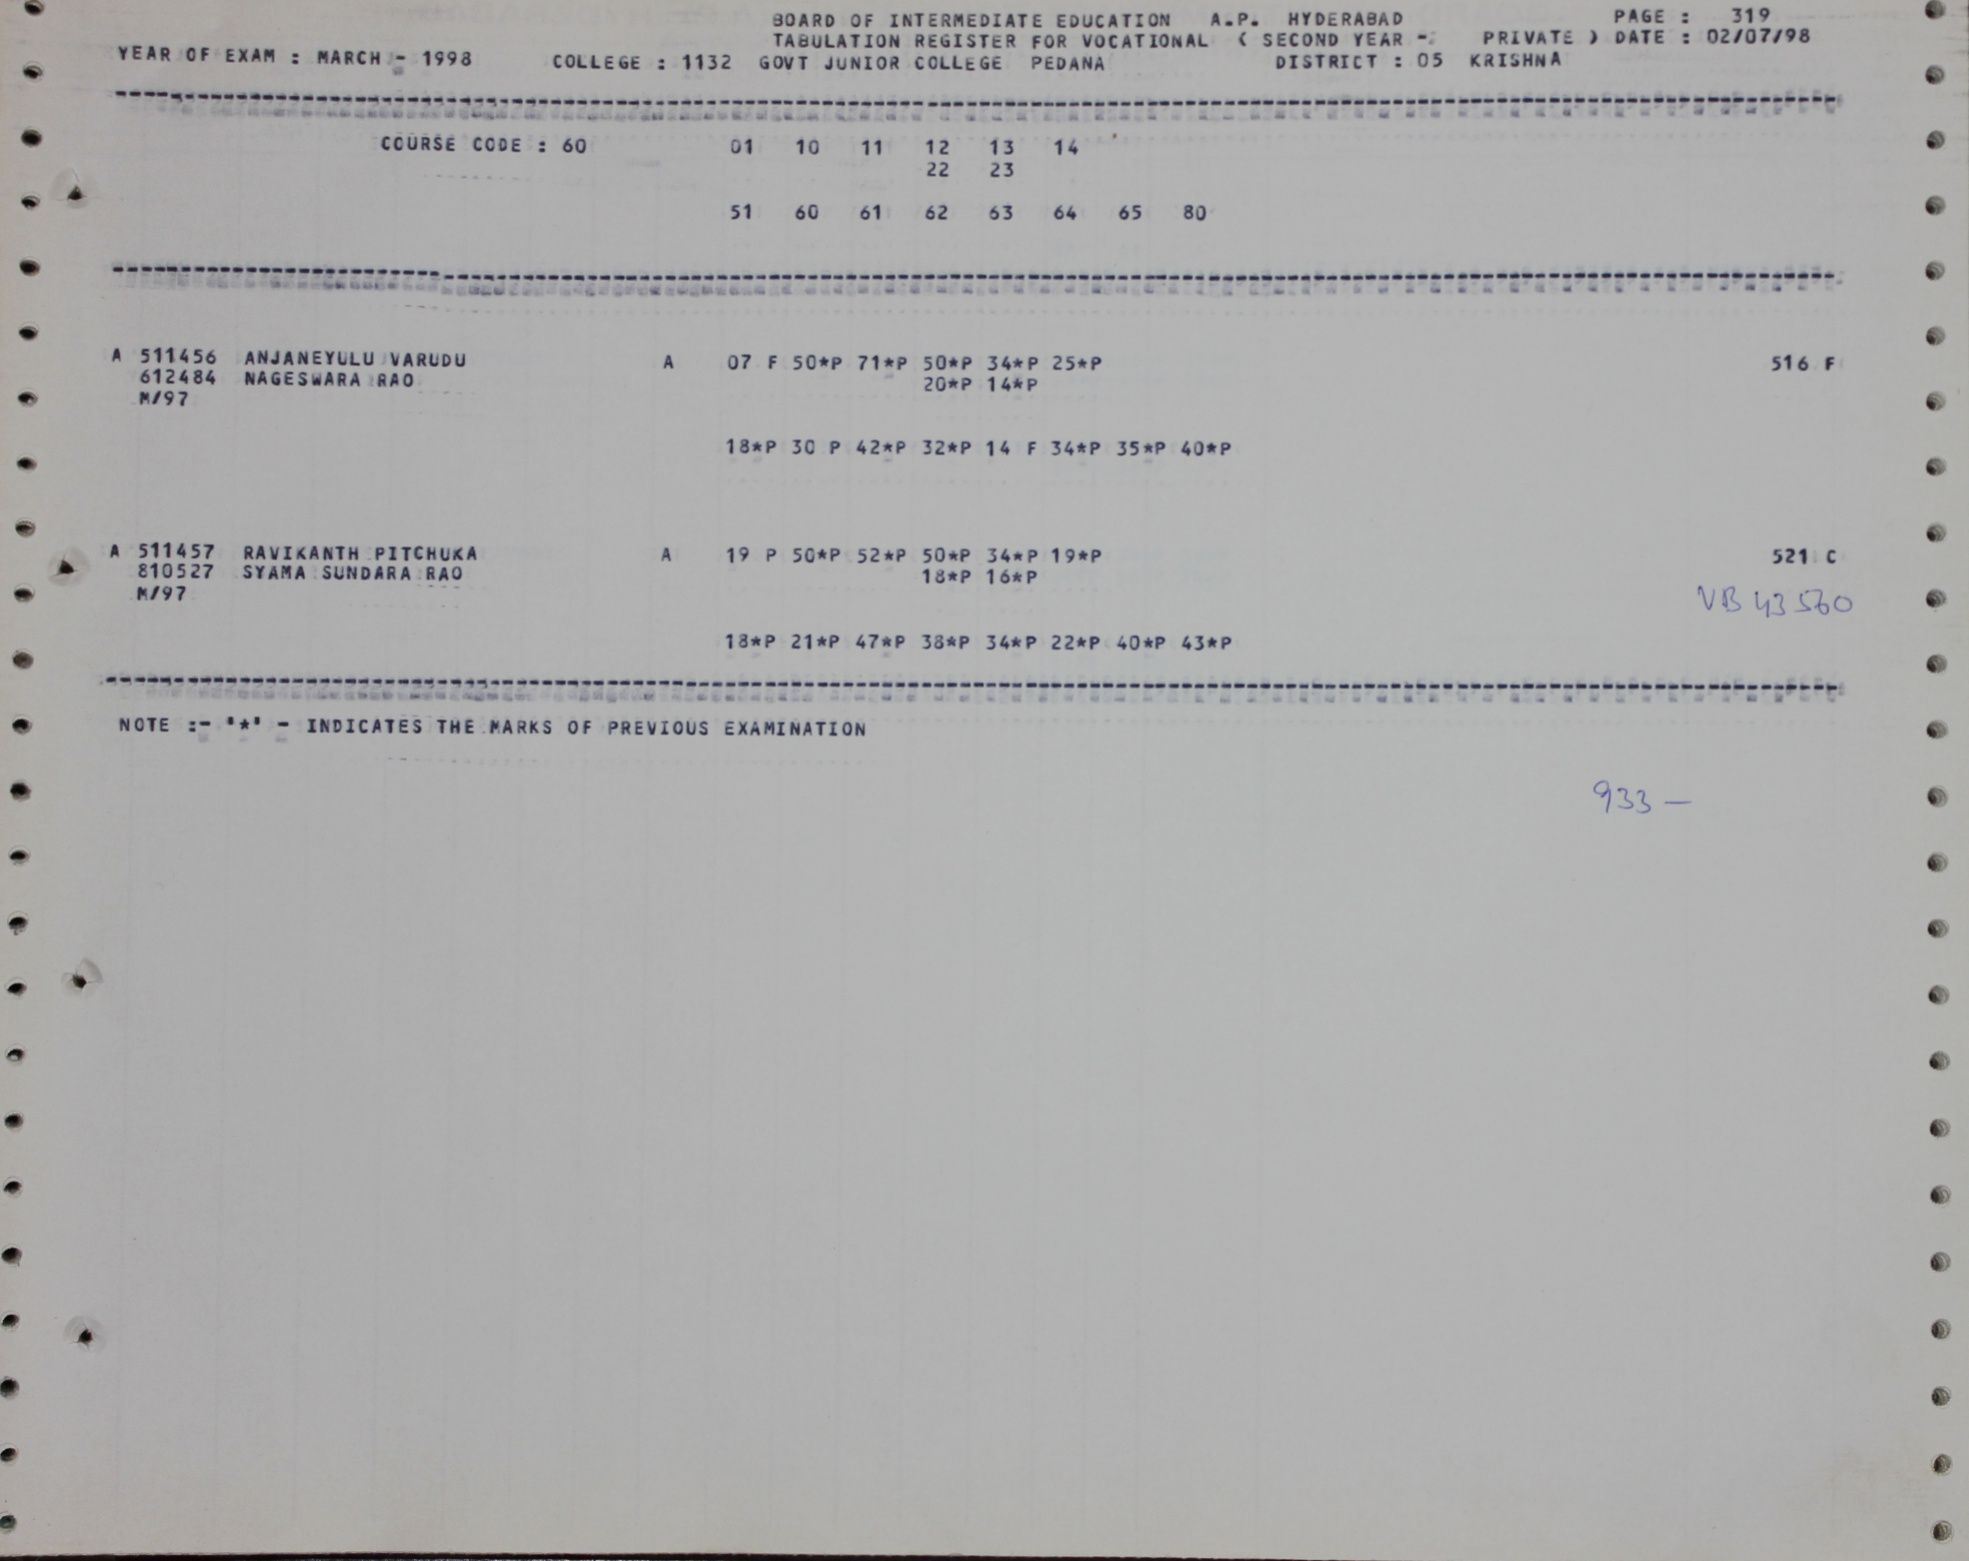 BOARD OF INTERMEDIATE EDUCATION A.P. HYDERABAD PAGE : 319
TABULATION REGISTER FOR VOCATIONAL ( SECOND YEAR - PRIVATE ) DATE : 02/07/98
YEAR OF EXAM : MARCH - 1998 COLLEGE : 1132 GOVT JUNIOR COLLEGE PEDANA DISTRICT : 05 KRISHNA
COURSE CODE : 60 01 10 11 12 13 14
22 23
51 60 61 62 63 64 65 80
A 511456 ANJANEYULU VARUDU A 07 F 50*P 71*P 50*P 34*P 25*P 516 F
612484 NAGESWARA RAO 20*P 14*P
M/97
18*P 30 P 42*P 32*P 14 F 34*P 35*P 40*P
A 511457 RAVIKANTH PITCHUKA A 19 P 50*P 52*P 50*P 34*P 19*P 521 C
810527 SYAMA SUNDARA RAO 18*P 16*P
M/97 VB 43560
18*P 21*P 47*P 38*P 34*P 22*P 40*P 43*P
NOTE :- '*' - INDICATES THE MARKS OF PREVIOUS EXAMINATION
933 —